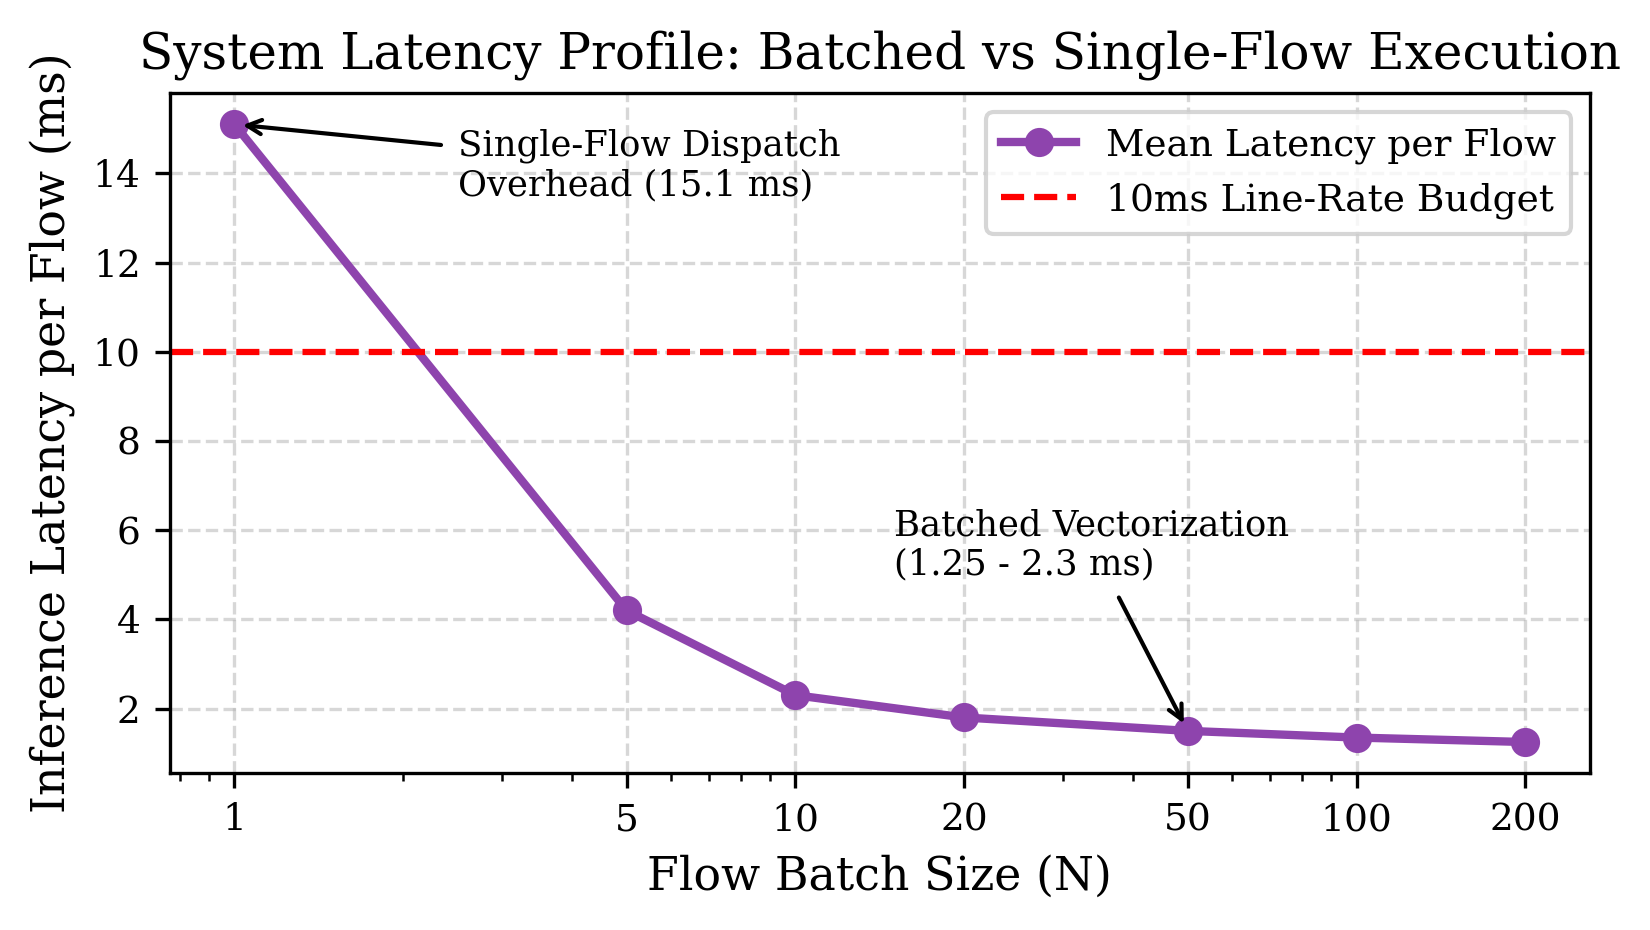 System Latency Profile: Batched vs Single-Flow Execution
Inference Latency per Flow (ms)
14
12
10
8
6
4
2
Single-Flow Dispatch
Overhead (15.1 ms)
Mean Latency per Flow
10ms Line-Rate Budget
Batched Vectorization
(1.25 - 2.3 ms)
1
5
10
20
50
100
200
Flow Batch Size (N)